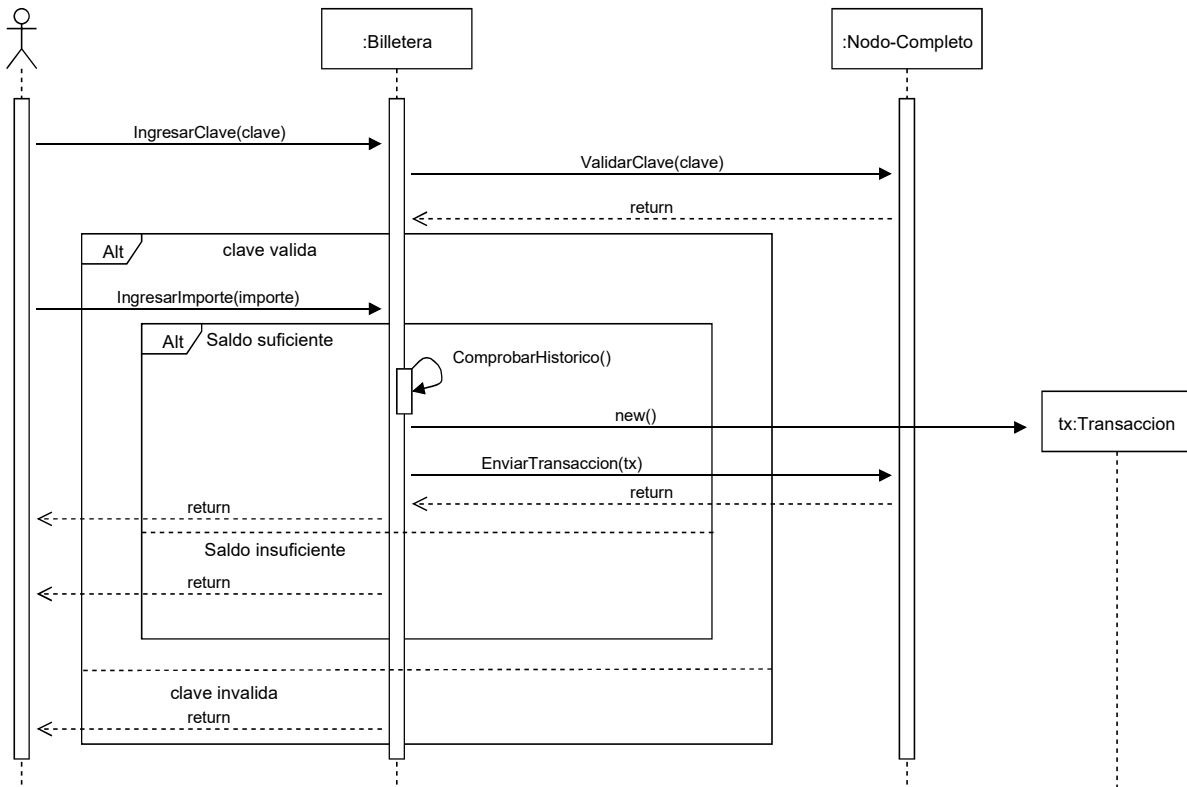 :Billetera
:Nodo-Completo
IngresarClave(clave)
ValidarClave(clave)
return
Alt
clave valida
IngresarImporte(importe)
Alt
Saldo suficiente
ComprobarHistorico()
new()
tx:Transaccion
EnviarTransaccion(tx)
return
return
Saldo insuficiente
return
clave invalida
return